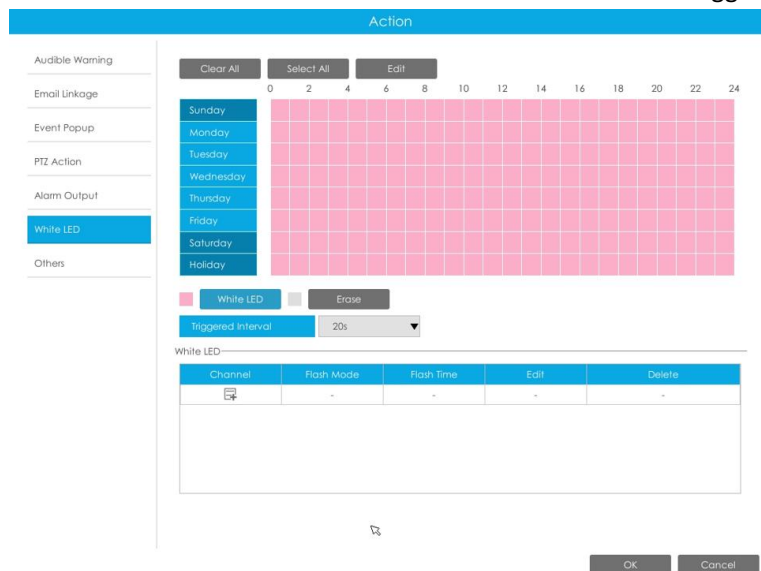 Action
Audible Warning
Email Linkage
Event Popup
PTZ Action
Alarm Output
White LED
Others
Clear All Select All Edit
0 2 4 6 8 10 12 14 16 18 20 22 24
Sunday
Monday
Tuesday
Wednesday
Thursday
Friday
Saturday
Holiday
White LED Erase
Triggered Interval 20s
White LED
Channel Flash Mode Flash Time Edit Delete
- - - -
OK Cancel